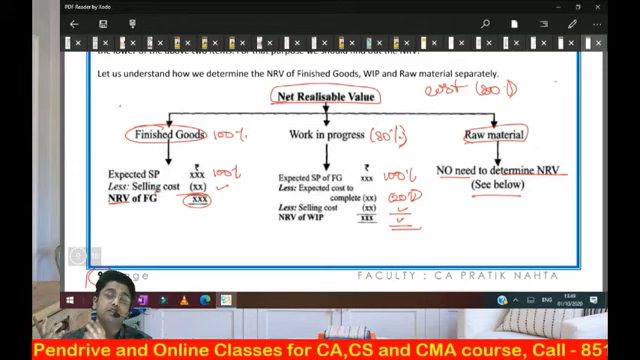 PDF Reader by Xodo
the lower of the above two items. For that purpose we should find out the NRV.
Let us understand how we determine the NRV of Finished Goods, WIP and Raw material separately.
Net Realisable Value
cost (80%)
Finished Goods 100%
Work in progress (80%)
Raw material
₹
Expected SP xxx 100%
Less: Selling cost (xx)
NRV of FG xxx
₹
Expected SP of FG xxx 100%
Less: Expected cost to
complete (xx)
Less: Selling cost (xx)
NRV of WIP xxx
NO need to determine NRV
(See below)
FACULTY : CA PRATIK NAHTA
ENG
13:49
01/10/2020
Pendrive and Online Classes for CA,CS and CMA course, Call - 851